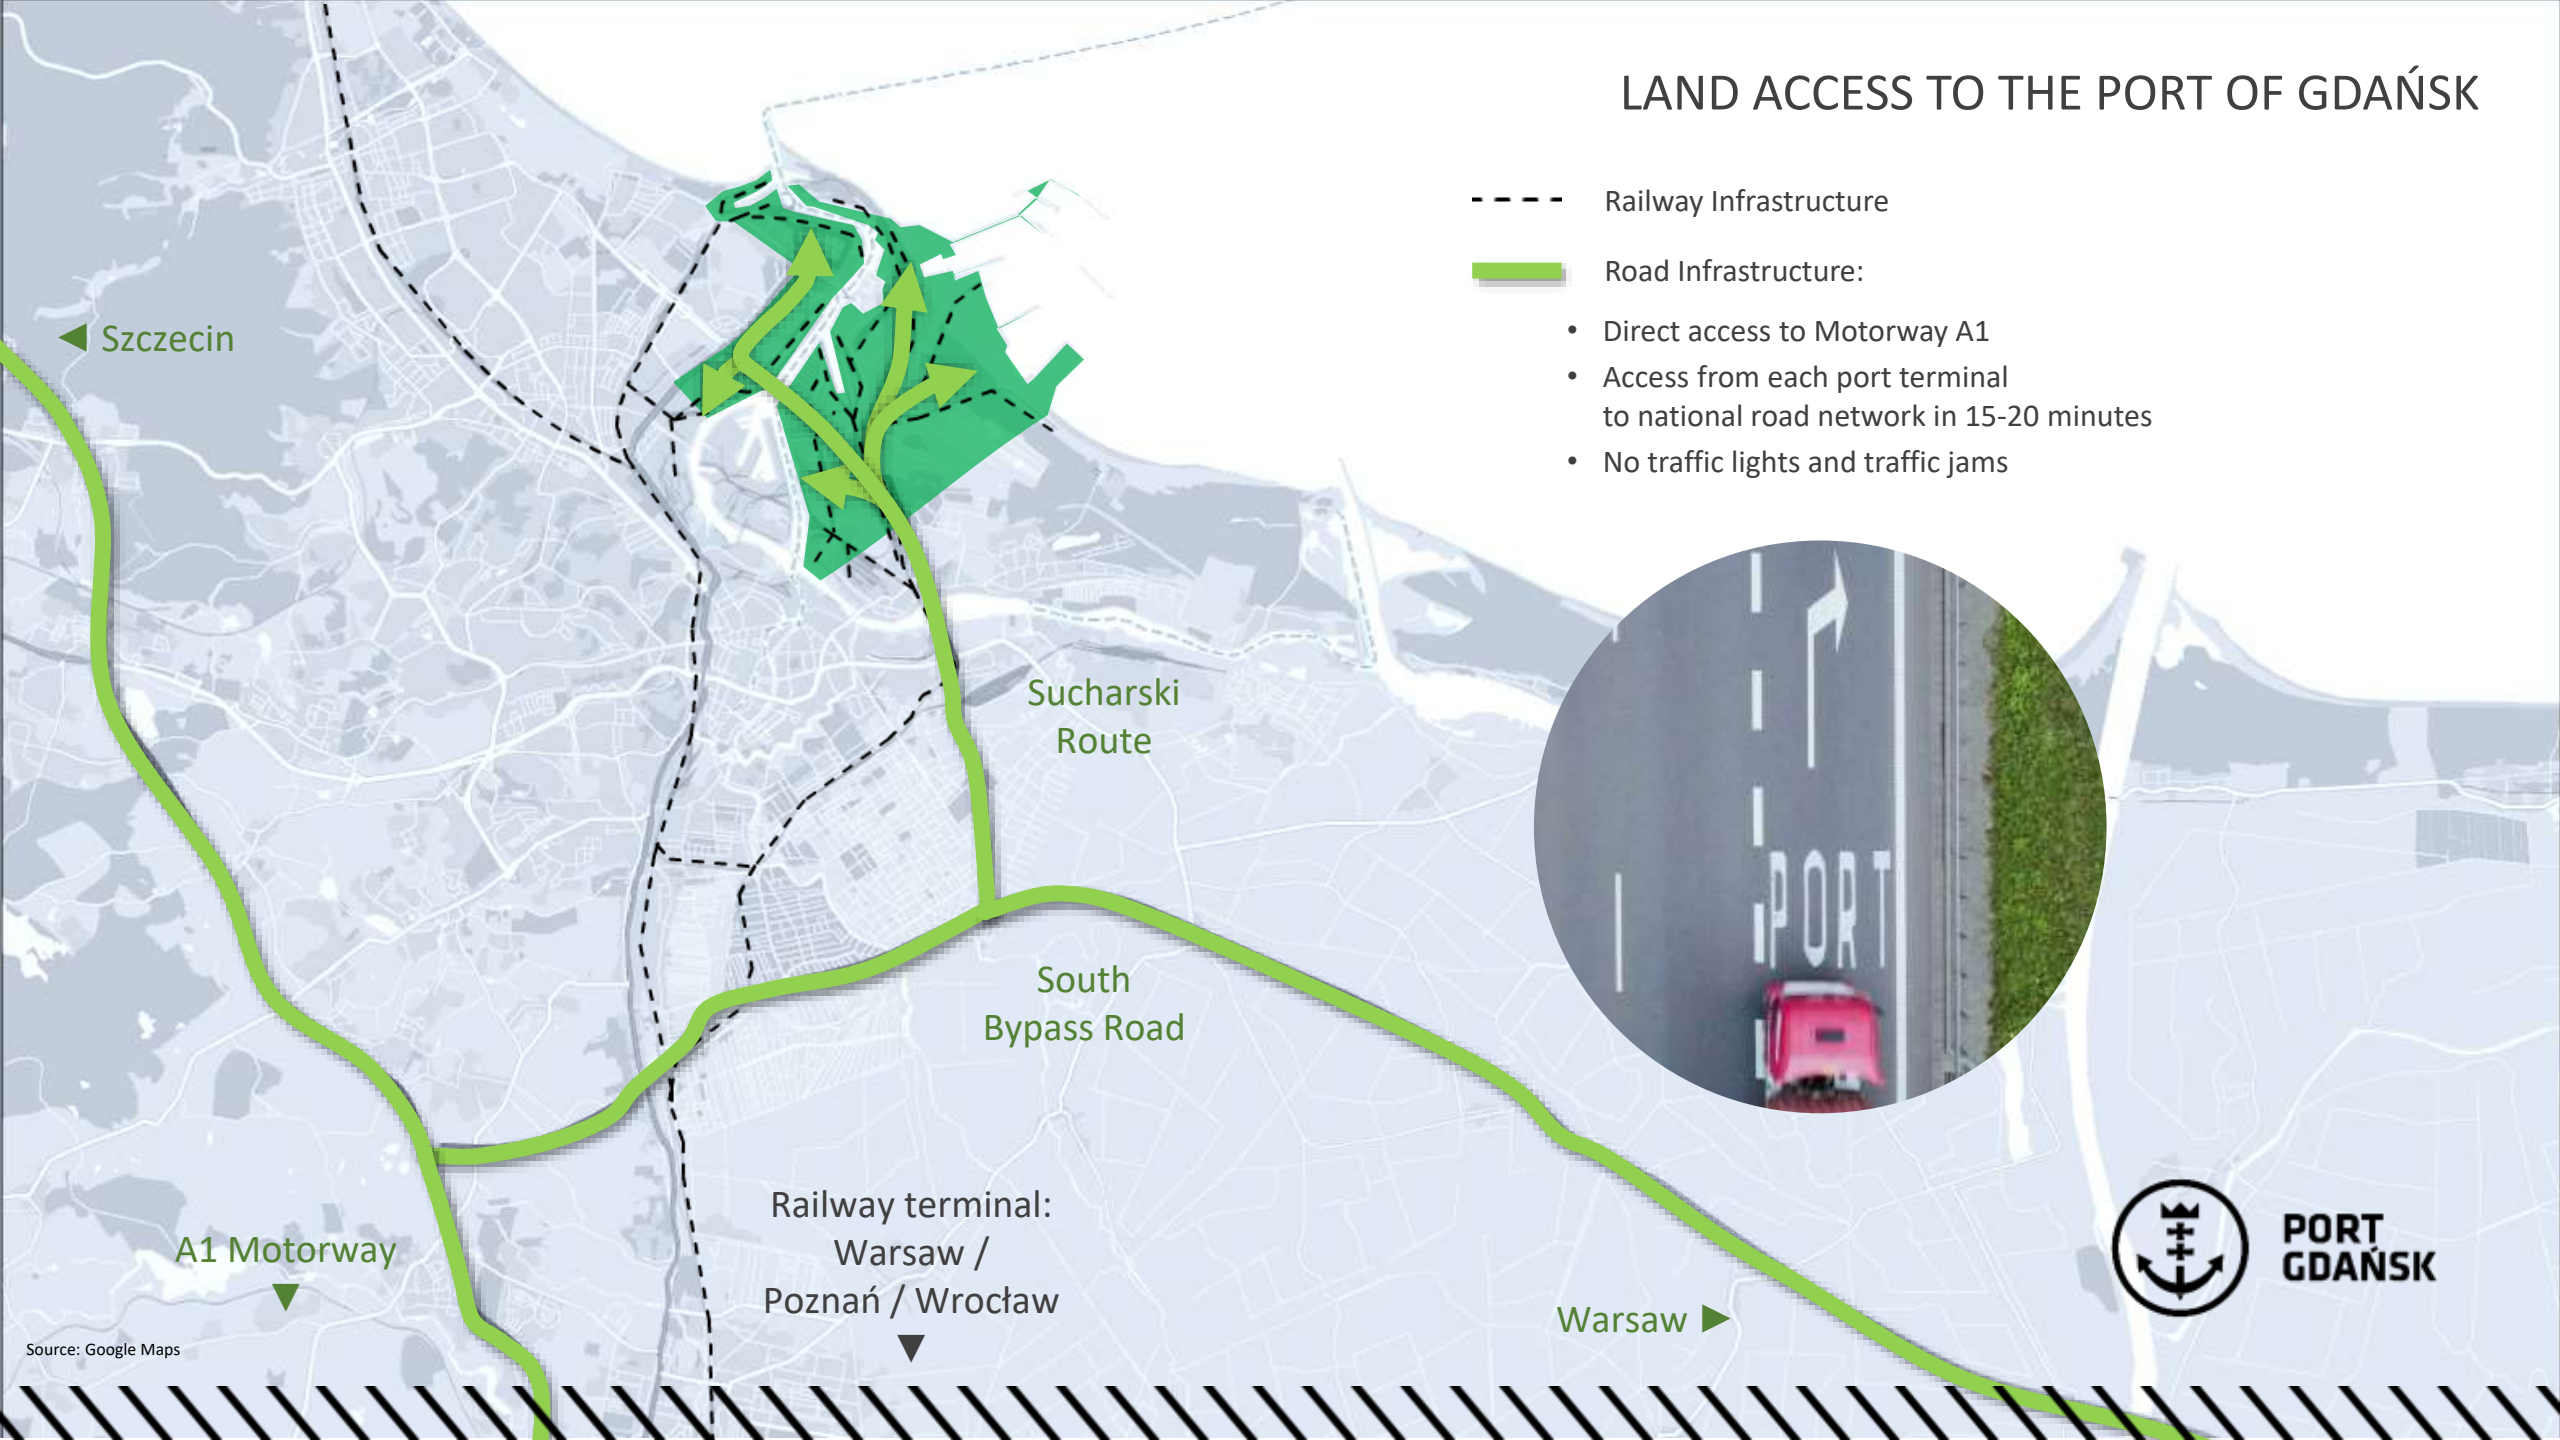 LAND ACCESS TO THE PORT OF GDAŃSK
Railway Infrastructure
Road Infrastructure:
• Direct access to Motorway A1
• Access from each port terminal
to national road network in 15-20 minutes
• No traffic lights and traffic jams
◀ Szczecin
Sucharski
Route
PORT
South
Bypass Road
Railway terminal:
Warsaw /
Poznań / Wrocław
▼
A1 Motorway
▼
Warsaw ▶
PORT
GDAŃSK
Source: Google Maps